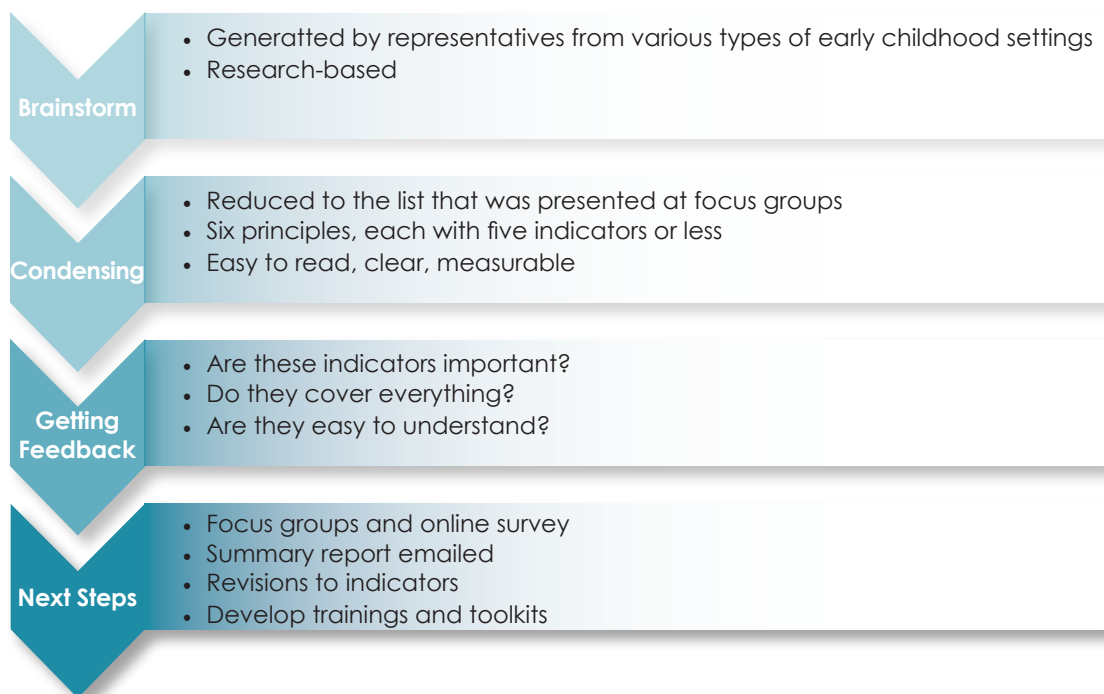 Brainstorm
• Generatted by representatives from various types of early childhood settings
• Research-based
Condensing
• Reduced to the list that was presented at focus groups
• Six principles, each with five indicators or less
• Easy to read, clear, measurable
Getting
Feedback
• Are these indicators important?
• Do they cover everything?
• Are they easy to understand?
Next Steps
• Focus groups and online survey
• Summary report emailed
• Revisions to indicators
• Develop trainings and toolkits